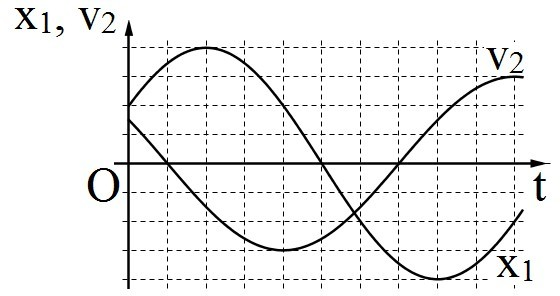 x₁, v₂
v₂
O
t
x₁